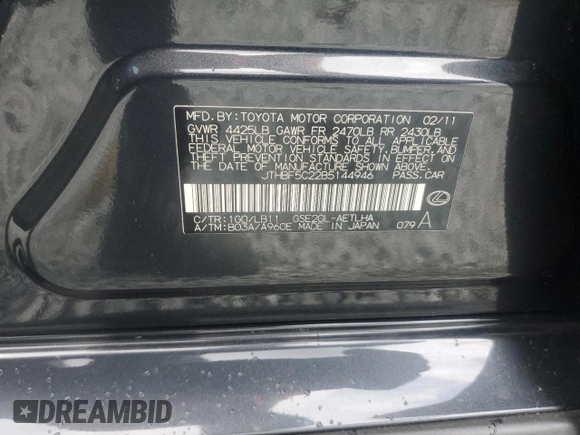 MFD. BY: TOYOTA MOTOR CORPORATION 02/11
GVWR 4425LB GAWR FR 2470LB RR 2430LB
THIS VEHICLE CONFORMS TO ALL APPLICABLE
FEDERAL MOTOR VEHICLE SAFETY, BUMPER, AND
THEFT PREVENTION STANDARDS IN EFFECT ON
THE DATE OF MANUFACTURE SHOWN ABOVE.
JTHBF5C22B5144946 PASS. CAR
C/TR: 1G0/LB11 GSE20L-AETLHA
A/TM: B03A/A960E MADE IN JAPAN 079 A
DREAMBID